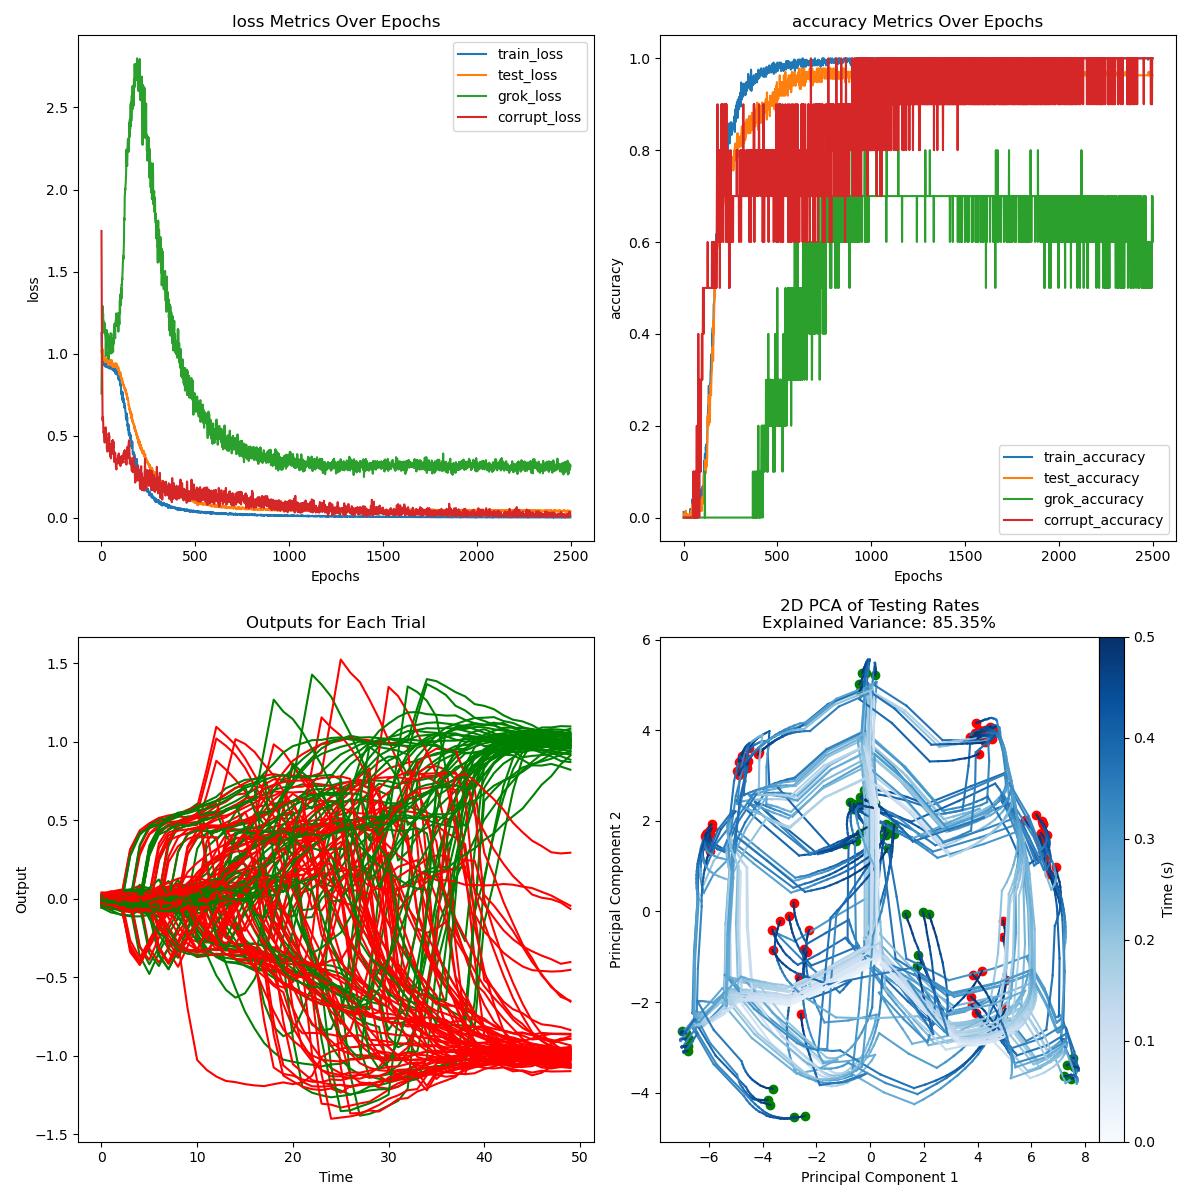 loss Metrics Over Epochs
2.5
2.0
1.5
1.0
0.5
0.0
loss
0
500
1000
1500
2000
2500
Epochs
train_loss
test_loss
grok_loss
corrupt_loss
accuracy Metrics Over Epochs
1.0
0.8
0.6
0.4
0.2
0.0
accuracy
0
500
1000
1500
2000
2500
Epochs
train_accuracy
test_accuracy
grok_accuracy
corrupt_accuracy
Outputs for Each Trial
1.5
1.0
0.5
0.0
−0.5
−1.0
−1.5
Output
0
10
20
30
40
50
Time
2D PCA of Testing Rates
Explained Variance: 85.35%
6
4
2
0
−2
−4
Principal Component 2
−6
−4
−2
0
2
4
6
8
Principal Component 1
0.5
0.4
0.3
0.2
0.1
0.0
Time (s)